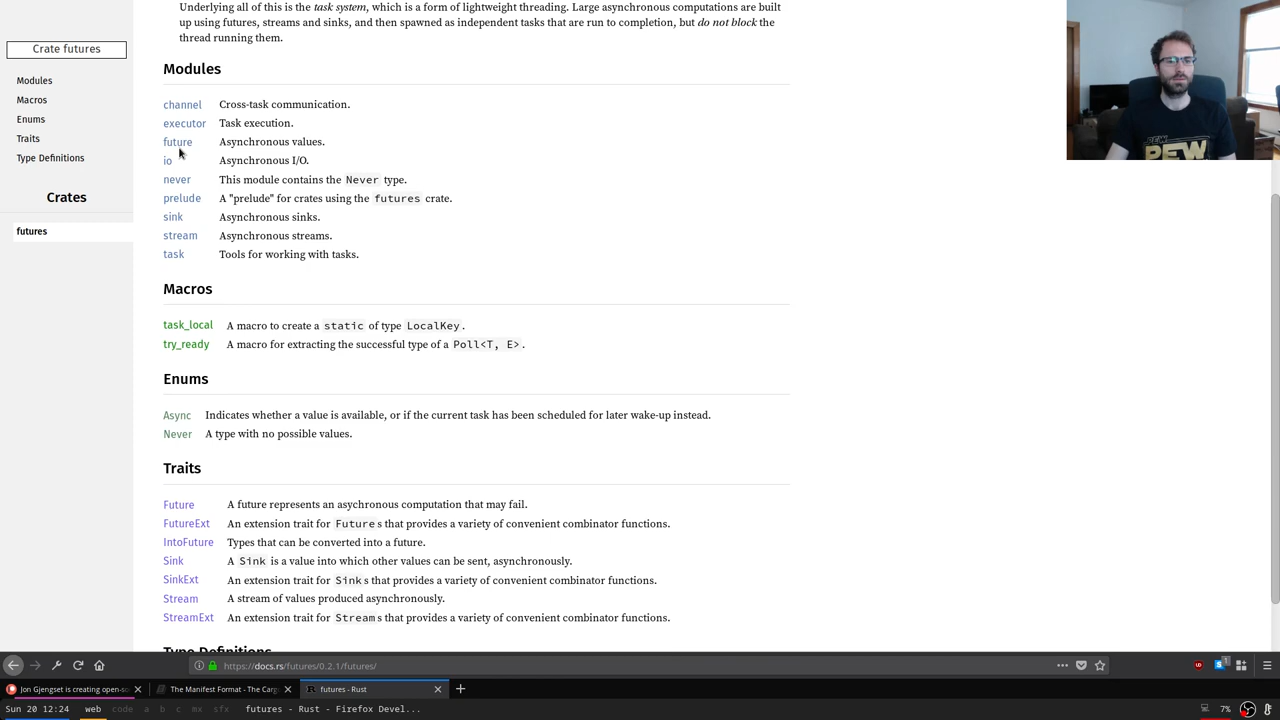 Underlying all of this is the task system, which is a form of lightweight threading. Large asynchronous computations are built
up using futures, streams and sinks, and then spawned as independent tasks that are run to completion, but do not block the
thread running them.
Crate futures
Modules
Macros
Enums
Traits
Type Definitions
Crates
futures
Modules
channel Cross-task communication.
executor Task execution.
future Asynchronous values.
io Asynchronous I/O.
never This module contains the Never type.
prelude A "prelude" for crates using the futures crate.
sink Asynchronous sinks.
stream Asynchronous streams.
task Tools for working with tasks.
Macros
task_local A macro to create a static of type LocalKey.
try_ready A macro for extracting the successful type of a Poll<T, E>.
Enums
Async Indicates whether a value is available, or if the current task has been scheduled for later wake-up instead.
Never A type with no possible values.
Traits
Future A future represents an asychronous computation that may fail.
FutureExt An extension trait for Futures that provides a variety of convenient combinator functions.
IntoFuture Types that can be converted into a future.
Sink A Sink is a value into which other values can be sent, asynchronously.
SinkExt An extension trait for Sinks that provides a variety of convenient combinator functions.
Stream A stream of values produced asynchronously.
StreamExt An extension trait for Streams that provides a variety of convenient combinator functions.
Type Definitions
PEW
PEW
https://docs.rs/futures/0.2.1/futures/
Jon Gjengset is creating open-so
The Manifest Format - The Carg
futures - Rust
Sun 20 12:24 web code a b c mx sfx futures - Rust - Firefox Devel... 7%